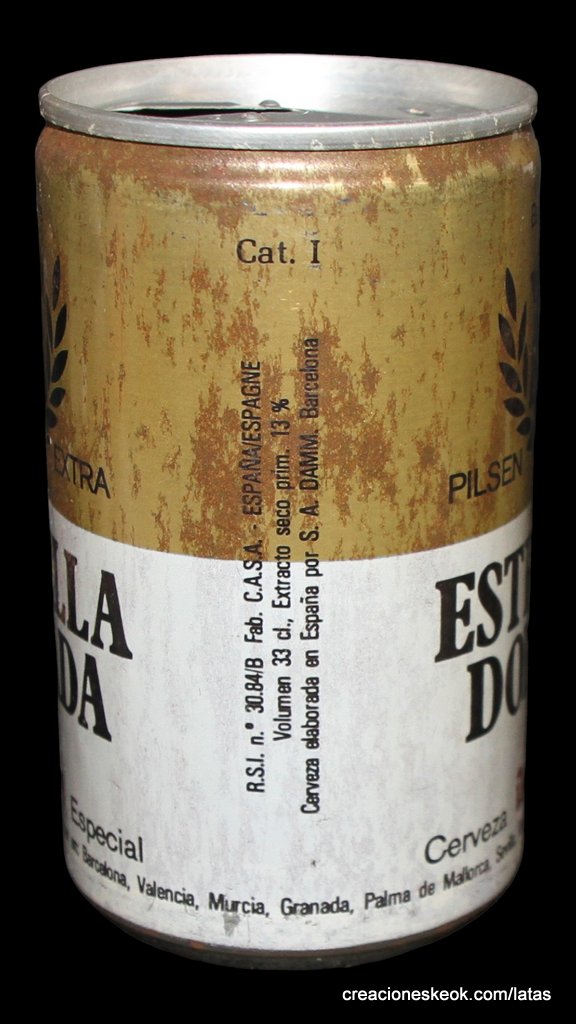 Cat. I
R.S.I. n.° 30.84/B Fab. C.A.S.A. - ESPAÑA/ESPAGNE
Volumen 33 cl., Extracto seco prim. 13 %
Cerveza elaborada en España por S. A. DAMM. Barcelona
EXTRA
PILSEN
LLA
DA
EST
DO
Especial
Cerveza
en: Barcelona, Valencia, Murcia, Granada, Palma de Mallorca, Sevilla
creacioneskeok.com/latas